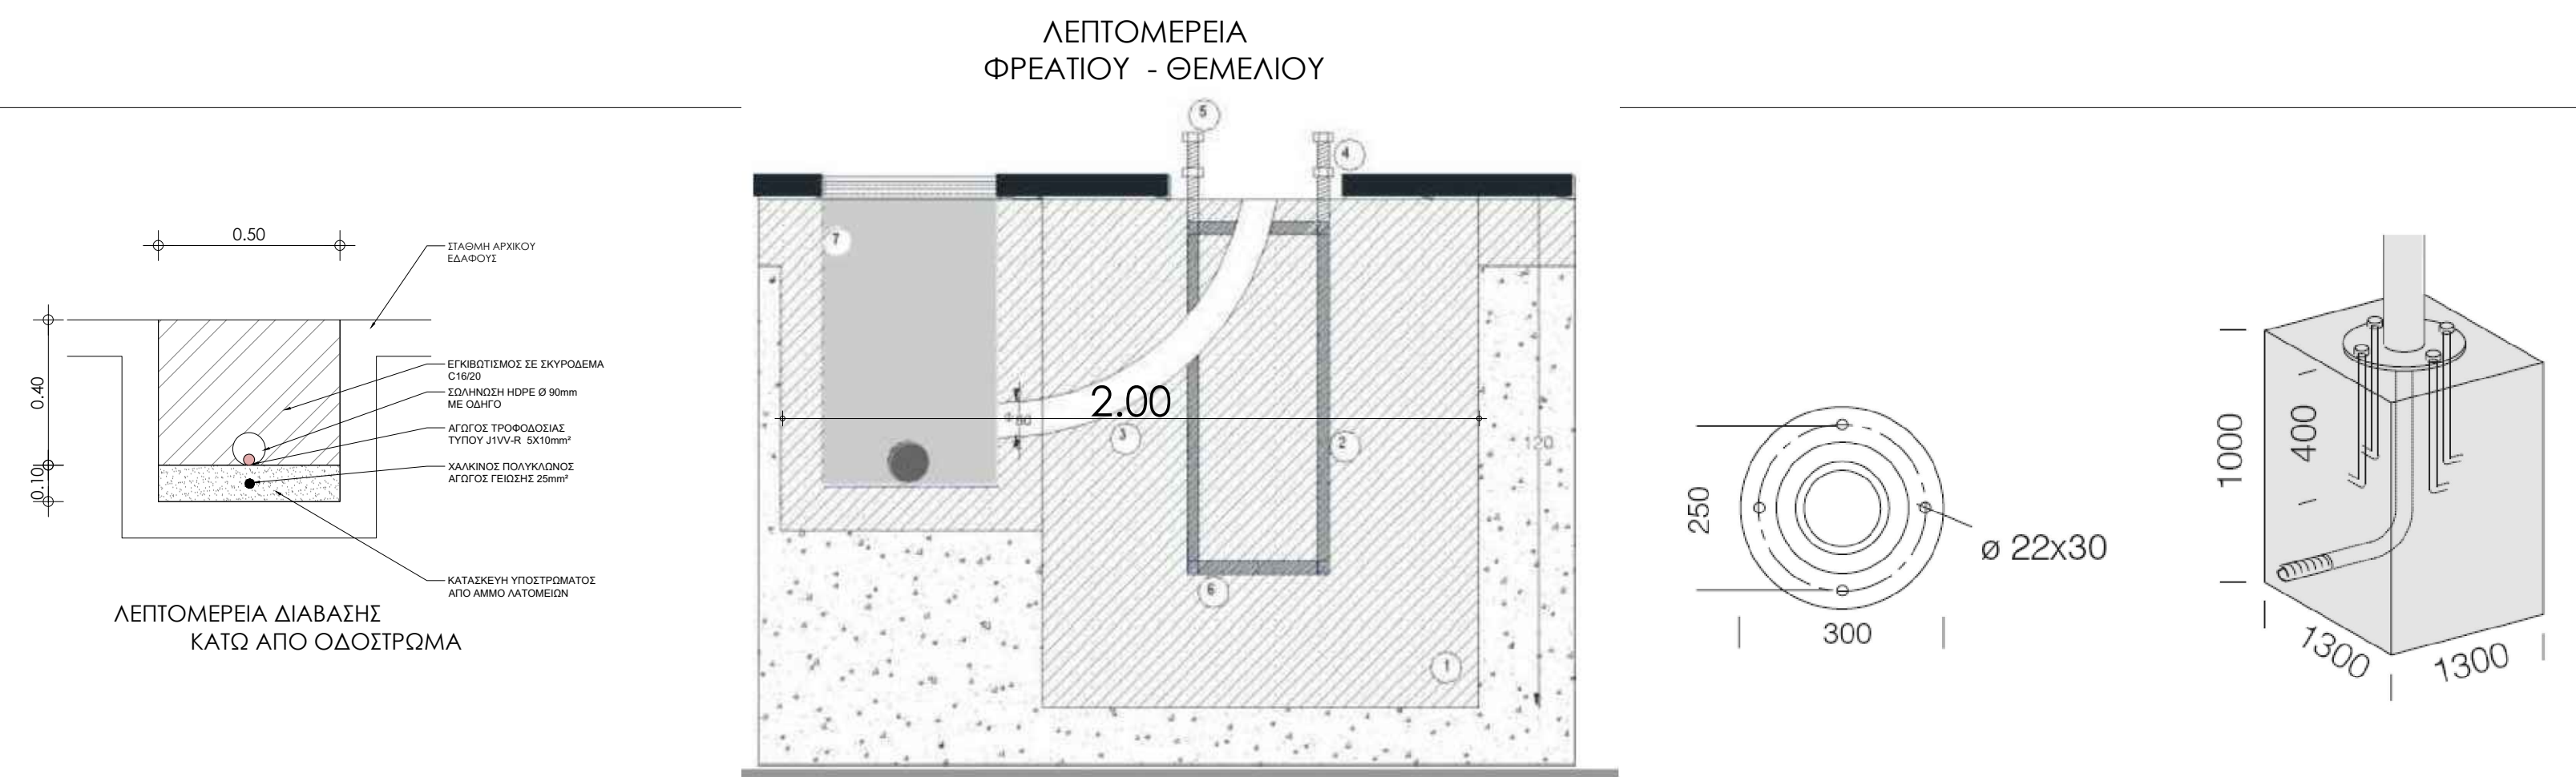 ΛΕΠΤΟΜΕΡΕΙΑ
ΦΡΕΑΤΙΟΥ - ΘΕΜΕΛΙΟΥ
0.50
0.40
0.10
ΣΤΑΘΜΗ ΑΡΧΙΚΟΥ
ΕΔΑΦΟΥΣ
ΕΓΚΙΒΩΤΙΣΜΟΣ ΣΕ ΣΚΥΡΟΔΕΜΑ
C16/20
ΣΩΛΗΝΩΣΗ HDPE Ø 90mm
ΜΕ ΟΔΗΓΟ
ΑΓΩΓΟΣ ΤΡΟΦΟΔΟΣΙΑΣ
ΤΥΠΟΥ J1VV-R 5X10mm²
ΧΑΛΚΙΝΟΣ ΠΟΛΥΚΛΩΝΟΣ
ΑΓΩΓΟΣ ΓΕΙΩΣΗΣ 25mm²
ΚΑΤΑΣΚΕΥΗ ΥΠΟΣΤΡΩΜΑΤΟΣ
ΑΠΟ ΑΜΜΟ ΛΑΤΟΜΕΙΩΝ
ΛΕΠΤΟΜΕΡΕΙΑ ΔΙΑΒΑΣΗΣ
ΚΑΤΩ ΑΠΟ ΟΔΟΣΤΡΩΜΑ
5
4
7
2.00
3
2
120
6
1
250
300
ø 22x30
1000
400
1300
1300